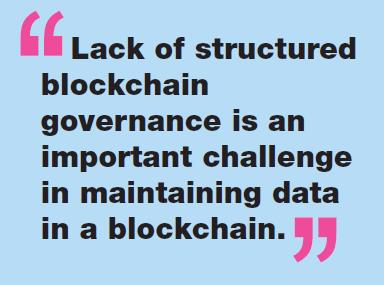 “Lack of structured
blockchain
governance is an
important challenge
in maintaining data
in a blockchain.”